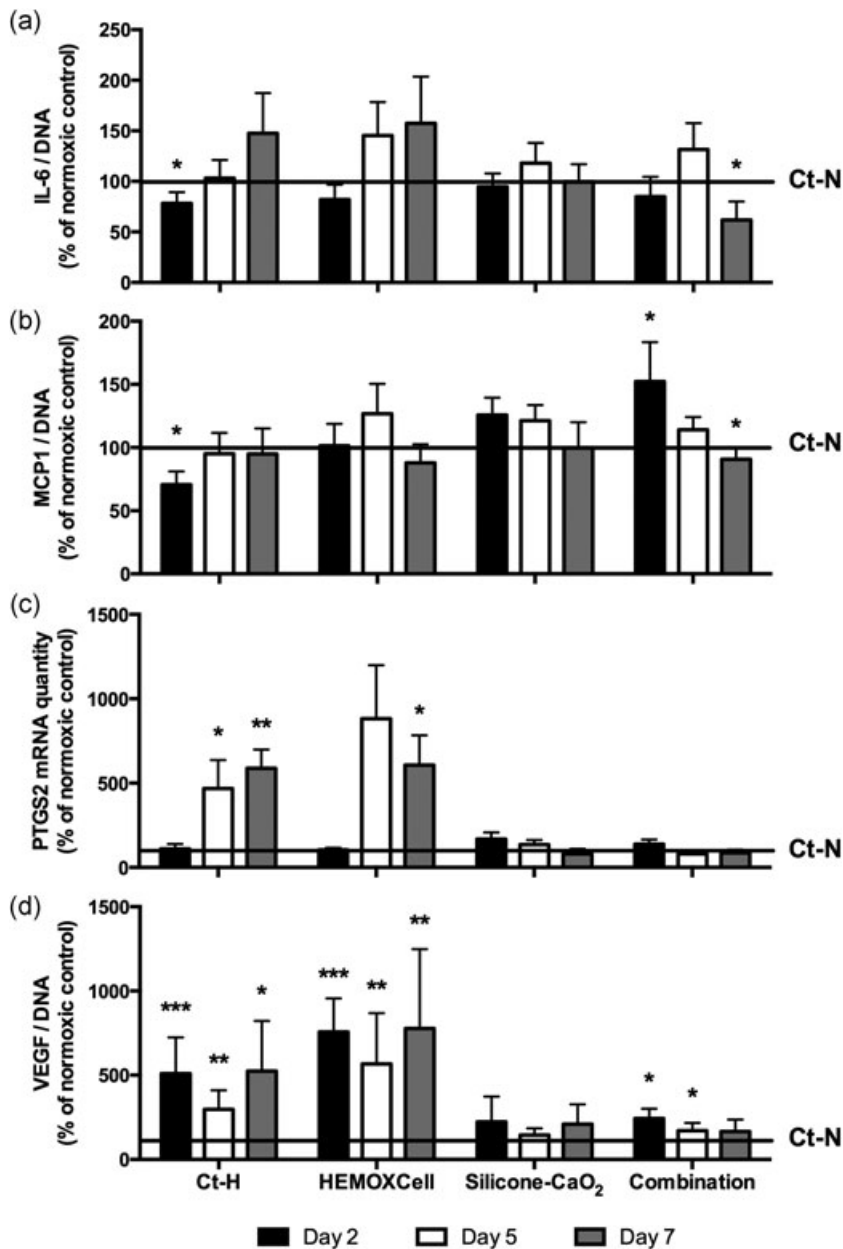 (a)
250
200
150
100
50
0
IL-6 / DNA
(% of normoxic control)
*
*
Ct-N
(b)
200
150
100
50
0
MCP1 / DNA
(% of normoxic control)
*
*
*
Ct-N
(c)
1500
1000
500
0
PTGS2 mRNA quantity
(% of normoxic control)
*
**
*
Ct-N
(d)
1500
1000
500
0
VEGF / DNA
(% of normoxic control)
***
**
*
***
**
**
*
*
Ct-N
Ct-H HEMOXCell Silicone-CaO₂ Combination
Day 2 Day 5 Day 7